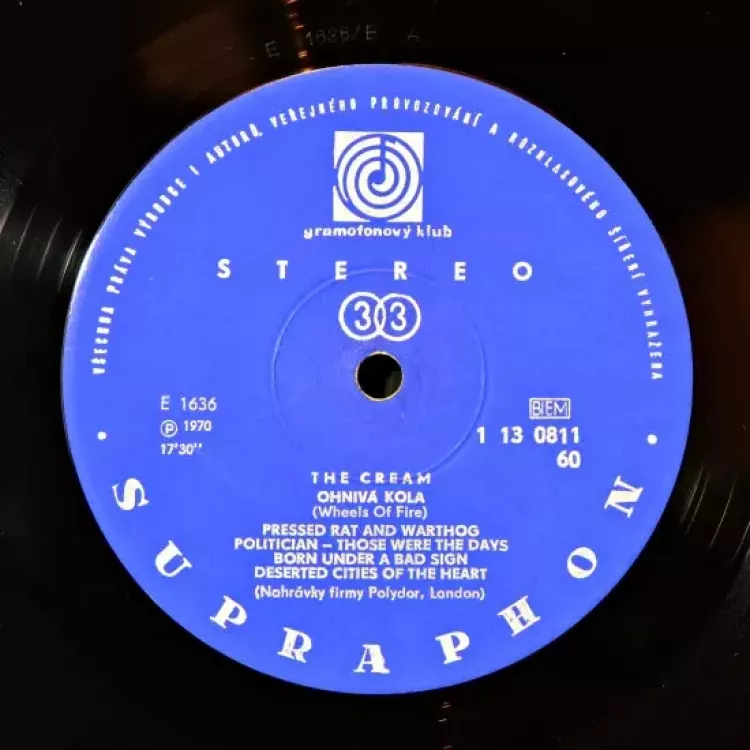 E 1636/B A
VŠECHNA PRÁVA VÝROBCE I AUTORŮ, VEŘEJNÉHO PROVOZOVÁNÍ A ROZHLASOVÉHO ŠÍŘENÍ VYHRAZENA
gramofonový klub
STEREO
33
E 1636
Ⓟ 1970
17'30''
BIEM
1 13 0811
60
THE CREAM
OHNIVÁ KOLA
(Wheels Of Fire)
PRESSED RAT AND WARTHOG
POLITICIAN – THOSE WERE THE DAYS
BORN UNDER A BAD SIGN
DESERTED CITIES OF THE HEART
(Nahrávky firmy Polydor, London)
• SUPRAPHON •